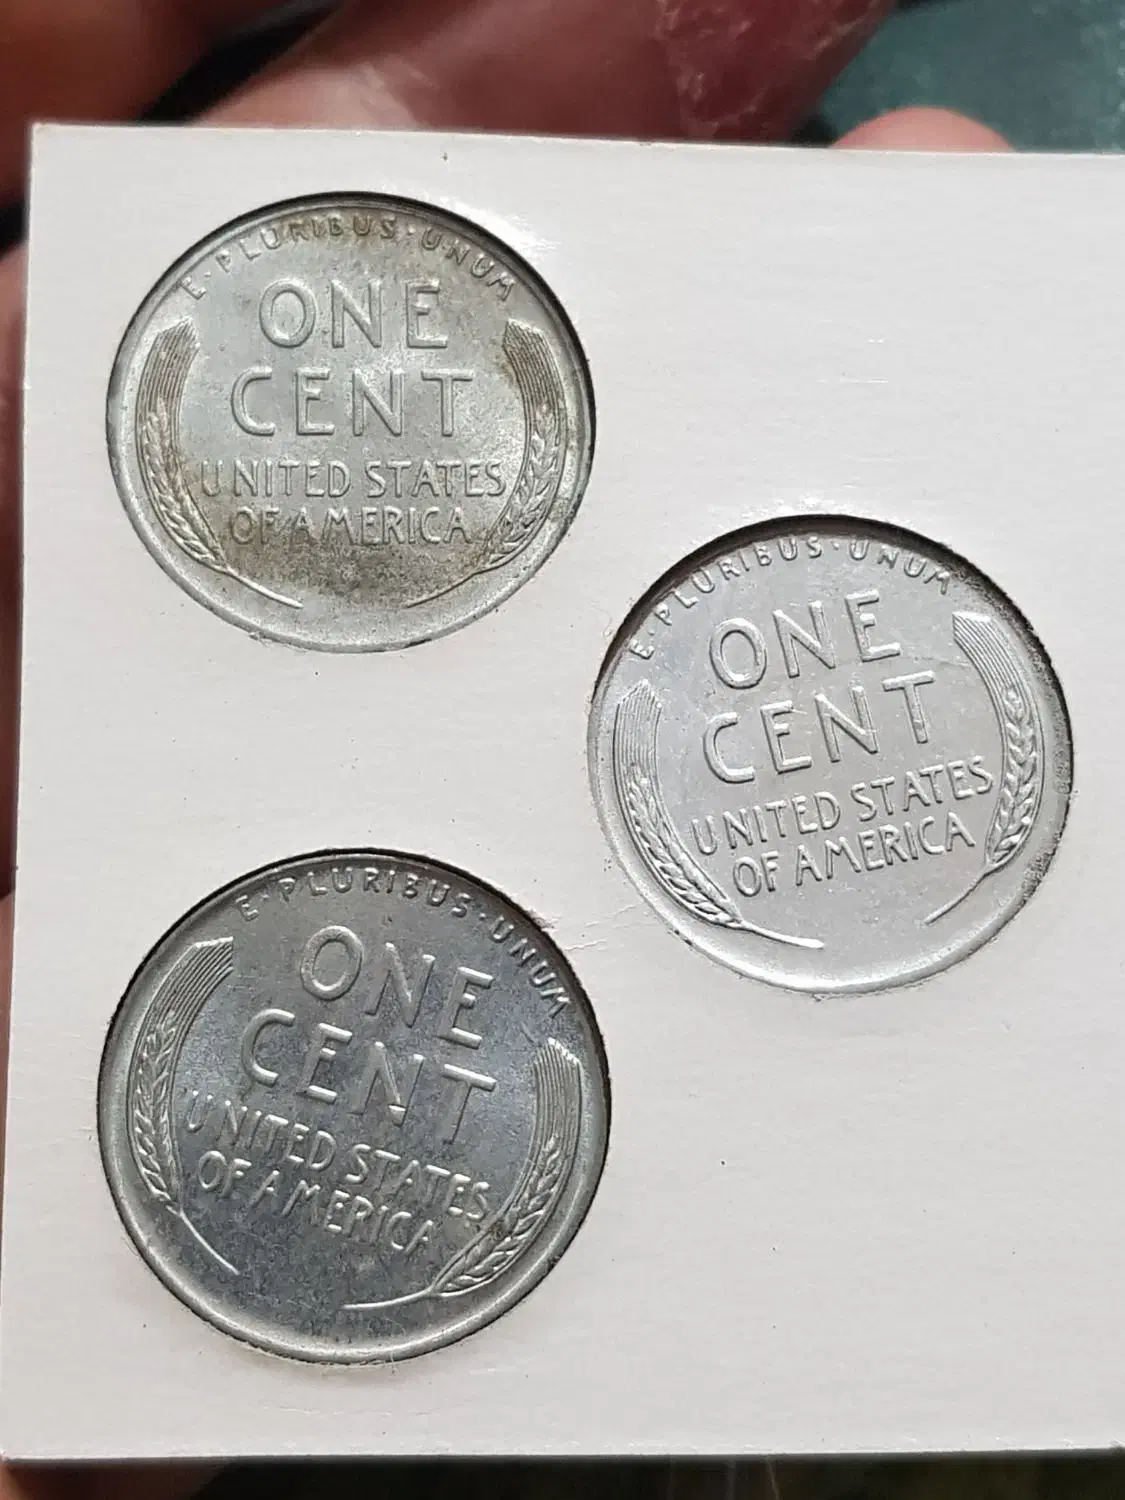 E·PLURIBUS·UNUM
ONE
CENT
UNITED STATES
OF AMERICA
E·PLURIBUS·UNUM
ONE
CENT
UNITED STATES
OF AMERICA
E·PLURIBUS·UNUM
ONE
CENT
UNITED STATES
OF AMERICA